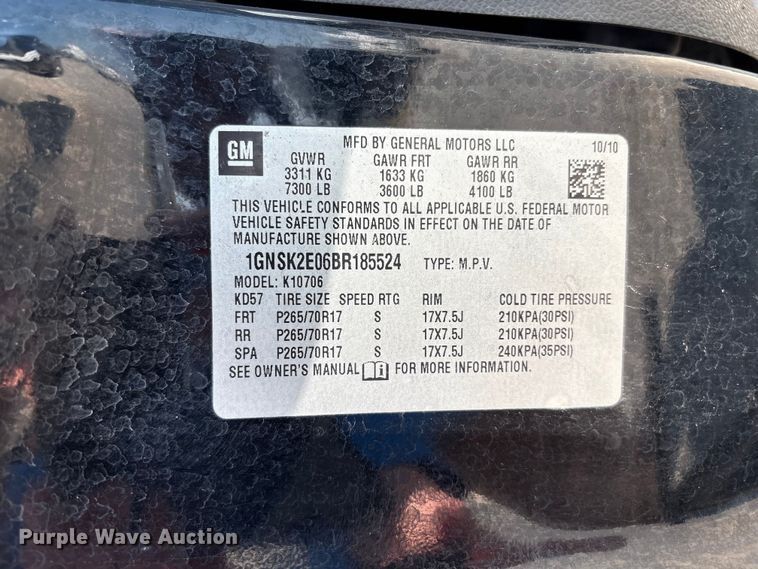 GM
MFD BY GENERAL MOTORS LLC 10/10
GVWR GAWR FRT GAWR RR
3311 KG 1633 KG 1860 KG
7300 LB 3600 LB 4100 LB
THIS VEHICLE CONFORMS TO ALL APPLICABLE U.S. FEDERAL MOTOR
VEHICLE SAFETY STANDARDS IN EFFECT ON THE DATE OF
MANUFACTURE SHOWN ABOVE.
1GNSK2E06BR185524 TYPE: M.P.V.
MODEL: K10706
KD57 TIRE SIZE SPEED RTG RIM COLD TIRE PRESSURE
FRT P265/70R17 S 17X7.5J 210KPA(30PSI)
RR P265/70R17 S 17X7.5J 210KPA(30PSI)
SPA P265/70R17 S 17X7.5J 240KPA(35PSI)
SEE OWNER'S MANUAL i FOR MORE INFORMATION.
Purple Wave Auction